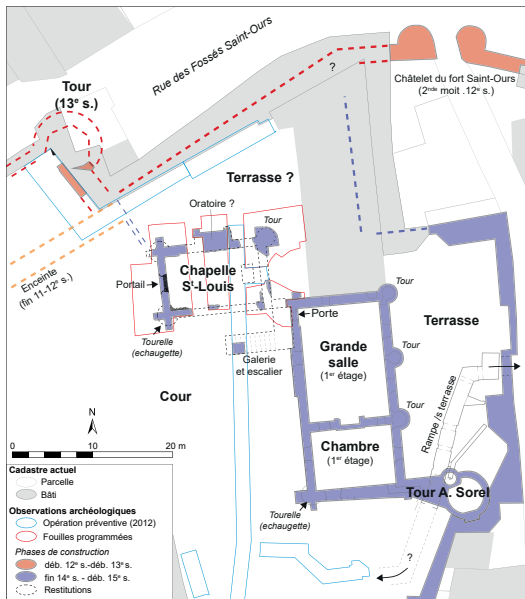 Rue des Fossés Saint-Ours
?
Châtelet du fort Saint-Ours
(2nde moit .12e s.)
Tour
(13e s.)
Terrasse ?
Oratoire ?
Tour
Enceinte
(fin 11-12e s.)
Chapelle
St-Louis
Portail
Tour
Porte
Terrasse
Tourelle
(echaugette)
Grande
salle
(1er étage)
Galerie
et escalier
Tour
Rampe /s terrasse
Cour
Tour
N
0
10
20 m
Chambre
(1er étage)
Tour A. Sorel
Tourelle
(echaugette)
?
Cadastre actuel
Parcelle
Bâti
Observations archéologiques
Opération préventive (2012)
Fouilles programmées
Phases de construction
déb. 12e s.-déb. 13e s.
fin 14e s. - déb. 15e s.
Restitutions